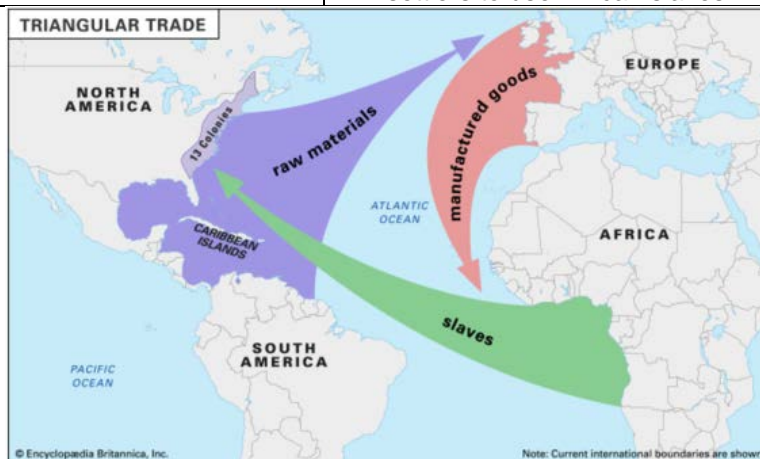 TRIANGULAR TRADE
NORTH
AMERICA
13 Colonies
raw materials
manufactured goods
EUROPE
ATLANTIC
OCEAN
CARIBBEAN
ISLANDS
AFRICA
slaves
SOUTH
AMERICA
PACIFIC
OCEAN
© Encyclopædia Britannica, Inc.
Note: Current international boundaries are shown